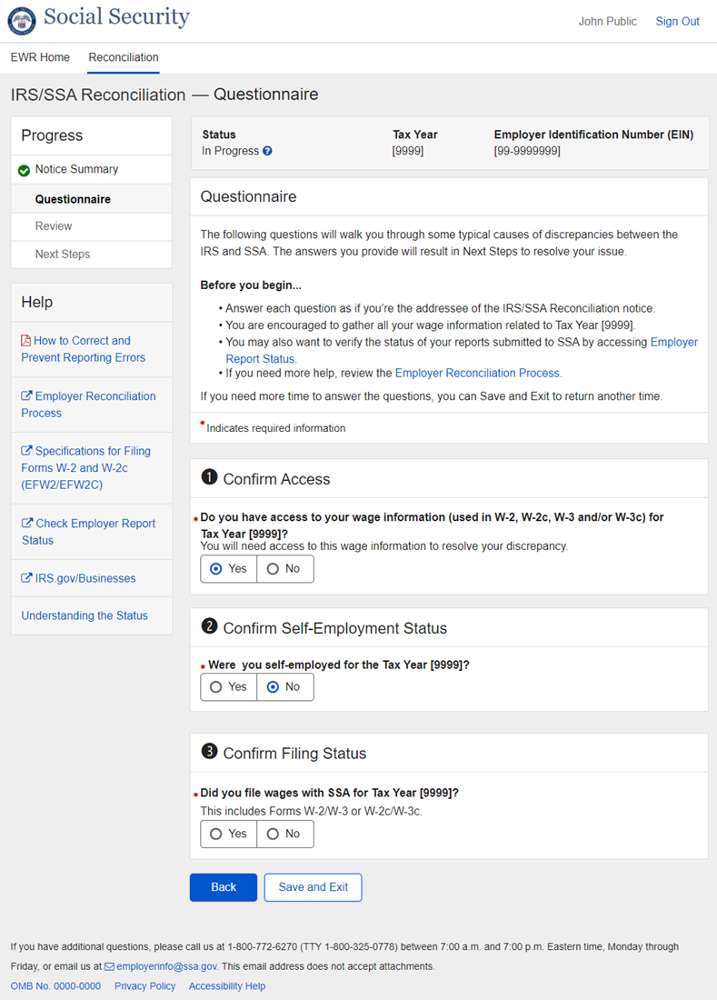 Social Security
John Public Sign Out
EWR Home Reconciliation
IRS/SSA Reconciliation — Questionnaire
Progress
Notice Summary
Questionnaire
Review
Next Steps
Help
How to Correct and
Prevent Reporting Errors
Employer Reconciliation
Process
Specifications for Filing
Forms W-2 and W-2c
(EFW2/EFW2C)
Check Employer Report
Status
IRS.gov/Businesses
Understanding the Status
Status Tax Year Employer Identification Number (EIN)
In Progress ? [9999] [99-9999999]
Questionnaire
The following questions will walk you through some typical causes of discrepancies between the
IRS and SSA. The answers you provide will result in Next Steps to resolve your issue.
Before you begin...
• Answer each question as if you're the addressee of the IRS/SSA Reconciliation notice.
• You are encouraged to gather all your wage information related to Tax Year [9999].
• You may also want to verify the status of your reports submitted to SSA by accessing Employer
Report Status.
• If you need more help, review the Employer Reconciliation Process.
If you need more time to answer the questions, you can Save and Exit to return another time.
* Indicates required information
1 Confirm Access
* Do you have access to your wage information (used in W-2, W-2c, W-3 and/or W-3c) for
Tax Year [9999]?
You will need access to this wage information to resolve your discrepancy.
Yes No
2 Confirm Self-Employment Status
* Were you self-employed for the Tax Year [9999]?
Yes No
3 Confirm Filing Status
* Did you file wages with SSA for Tax Year [9999]?
This includes Forms W-2/W-3 or W-2c/W-3c.
Yes No
Back Save and Exit
If you have additional questions, please call us at 1-800-772-6270 (TTY 1-800-325-0778) between 7:00 a.m. and 7:00 p.m. Eastern time, Monday through
Friday, or email us at employerinfo@ssa.gov. This email address does not accept attachments.
OMB No. 0000-0000 Privacy Policy Accessibility Help